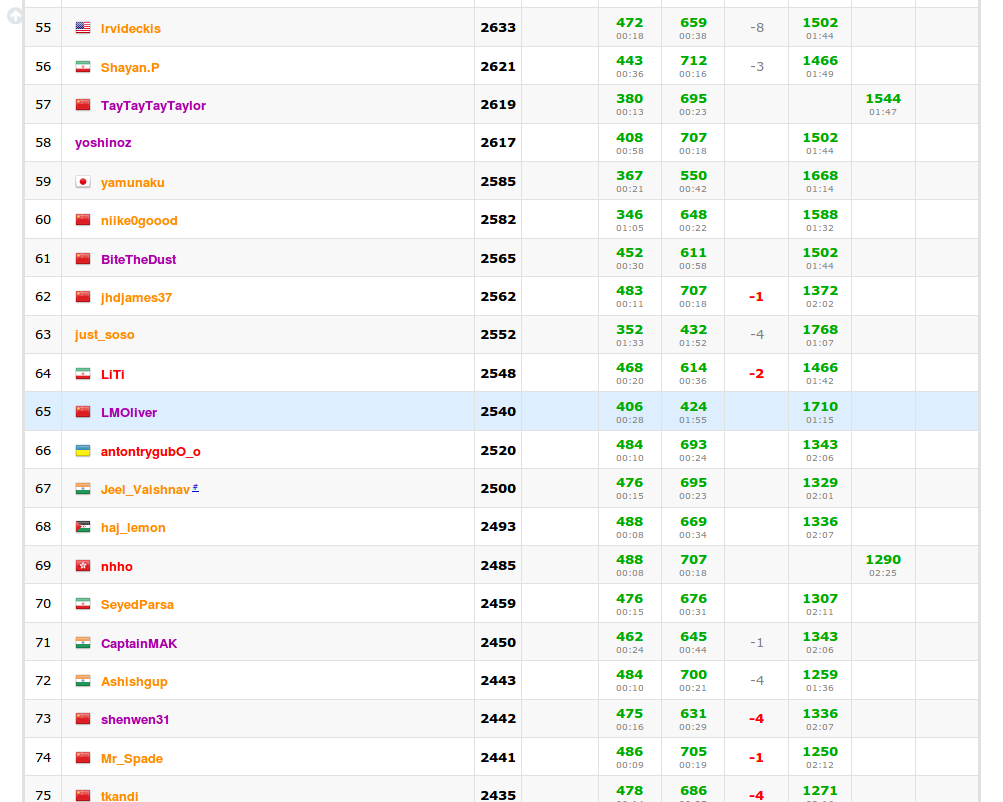 55 lrvideckis 2633 472 659 -8 1502
00:18 00:38 01:44
56 Shayan.P 2621 443 712 -3 1466
00:36 00:16 01:49
57 TayTayTayTaylor 2619 380 695 1544
00:13 00:23 01:47
58 yoshinoz 2617 408 707 1502
00:58 00:18 01:44
59 yamunaku 2585 367 550 1668
00:21 00:42 01:14
60 niike0goood 2582 346 648 1588
01:05 00:22 01:32
61 BiteTheDust 2565 452 611 1502
00:30 00:58 01:44
62 jhdjames37 2562 483 707 -1 1372
00:11 00:18 02:02
63 just_soso 2552 352 432 -4 1768
01:33 01:52 01:07
64 LiTi 2548 468 614 -2 1466
00:20 00:36 01:42
65 LMOliver 2540 406 424 1710
00:28 01:55 01:15
66 antontrygubO_o 2520 484 693 1343
00:10 00:24 02:06
67 Jeel_Vaishnav# 2500 476 695 1329
00:15 00:23 02:01
68 haj_lemon 2493 488 669 1336
00:08 00:34 02:07
69 nhho 2485 488 707 1290
00:08 00:18 02:25
70 SeyedParsa 2459 476 676 1307
00:15 00:31 02:11
71 CaptainMAK 2450 462 645 -1 1343
00:24 00:44 02:06
72 Ashishgup 2443 484 700 -4 1259
00:10 00:21 01:36
73 shenwen31 2442 475 631 -4 1336
00:16 00:29 02:07
74 Mr_Spade 2441 486 705 -1 1250
00:09 00:19 02:12
75 tkandi 2435 478 686 -4 1271